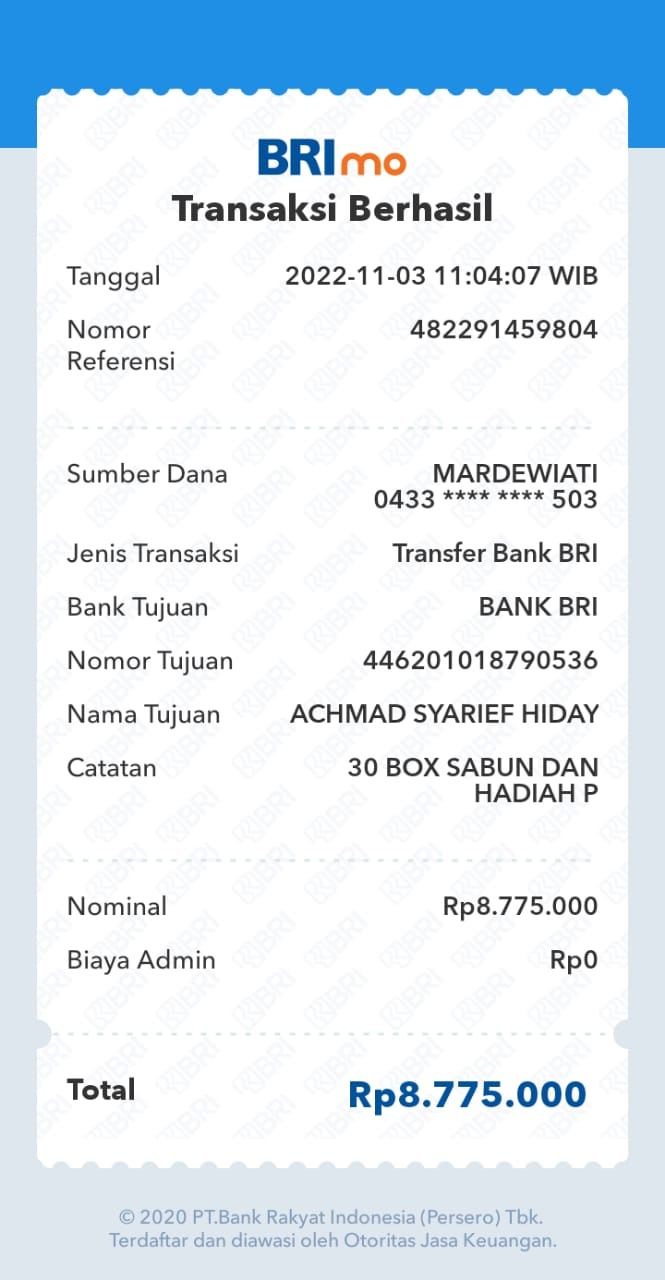 BRImo
Transaksi Berhasil
Tanggal 2022-11-03 11:04:07 WIB
Nomor Referensi 482291459804
Sumber Dana MARDEWIATI
0433 **** **** 503
Jenis Transaksi Transfer Bank BRI
Bank Tujuan BANK BRI
Nomor Tujuan 446201018790536
Nama Tujuan ACHMAD SYARIEF HIDAY
Catatan 30 BOX SABUN DAN
HADIAH P
Nominal Rp8.775.000
Biaya Admin Rp0
Total Rp8.775.000
© 2020 PT.Bank Rakyat Indonesia (Persero) Tbk.
Terdaftar dan diawasi oleh Otoritas Jasa Keuangan.